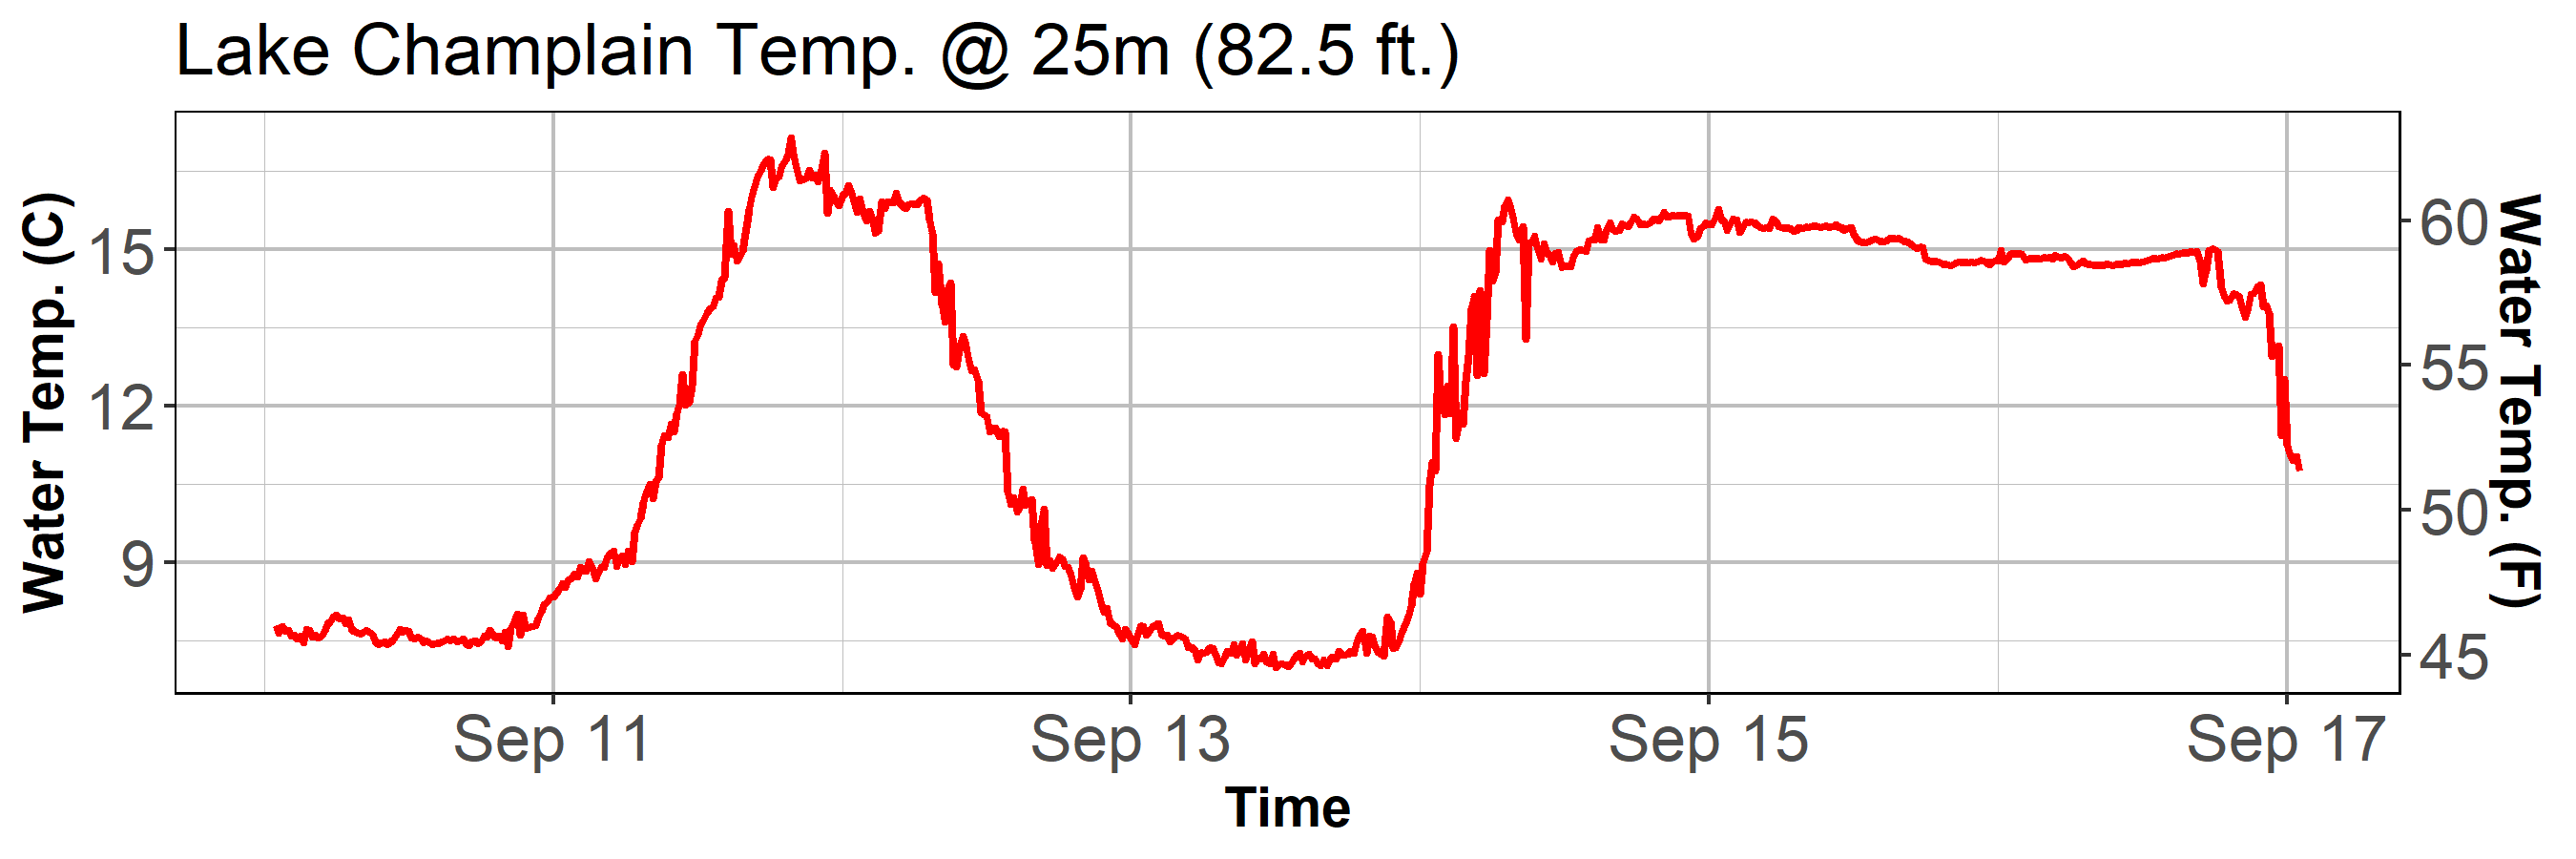 Lake Champlain Temp. @ 25m (82.5 ft.)
Water Temp. (C)
15
12
9
60
55
50
45
Water Temp. (F)
Sep 11
Sep 13
Sep 15
Sep 17
Time